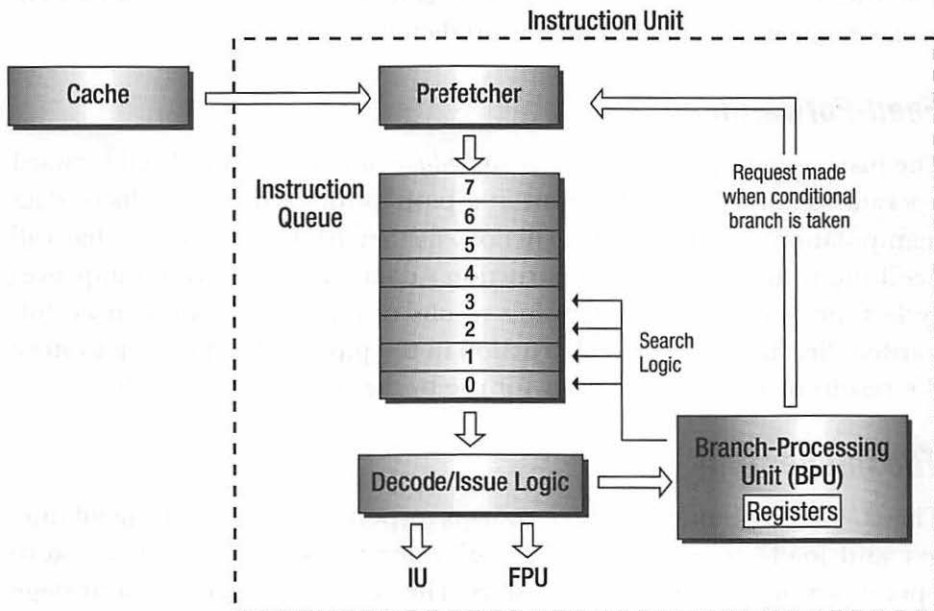 Instruction Unit
Cache
Prefetcher
Request made
when conditional
branch is taken
Instruction
Queue
7
6
5
4
3
2
1
0
Search
Logic
Branch-Processing
Unit (BPU)
Registers
Decode/Issue Logic
IU
FPU